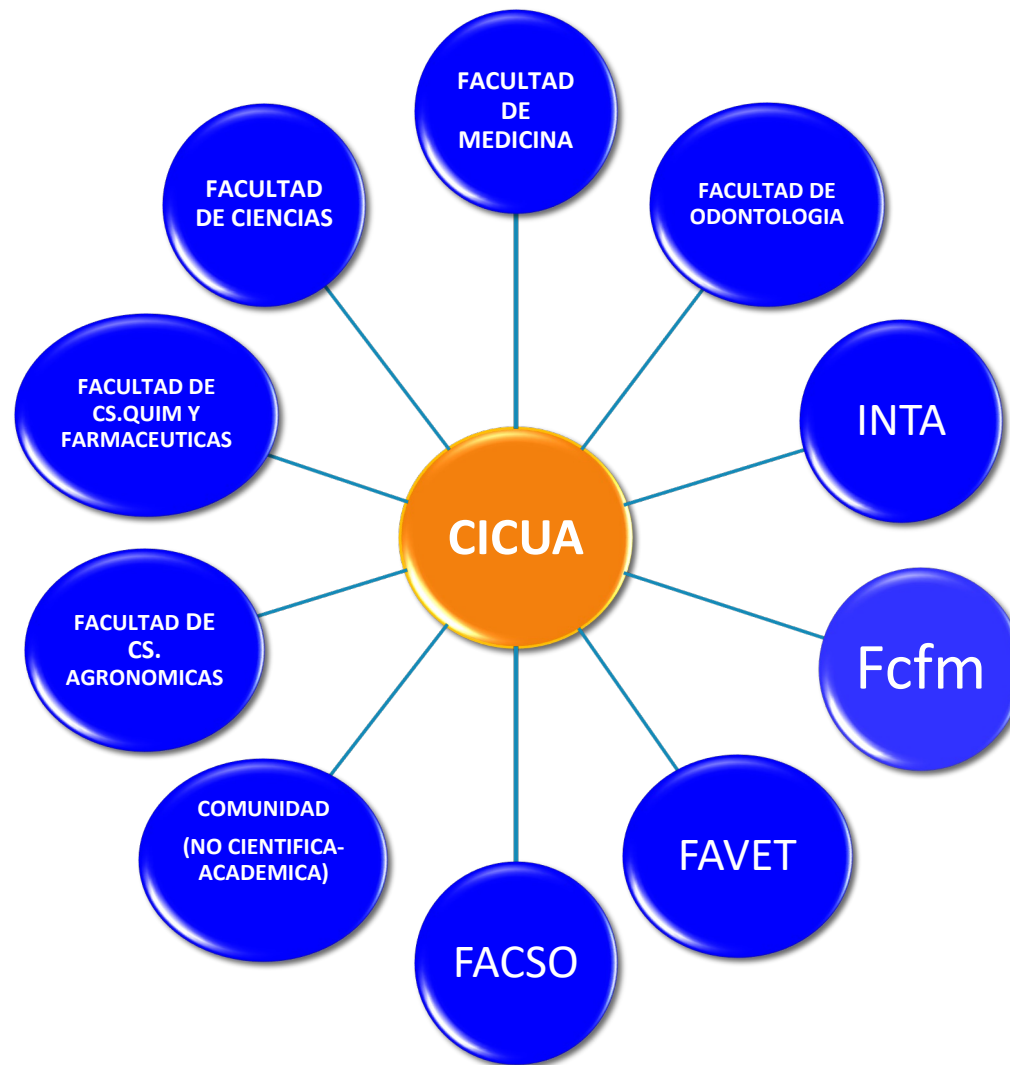 FACULTAD
DE
MEDICINA
FACULTAD DE
ODONTOLOGIA
INTA
Fcfm
FAVET
FACSO
COMUNIDAD
(NO CIENTIFICA-
ACADEMICA)
FACULTAD DE
CS.
AGRONOMICAS
FACULTAD DE
CS.QUIM Y
FARMACEUTICAS
FACULTAD
DE CIENCIAS
CICUA